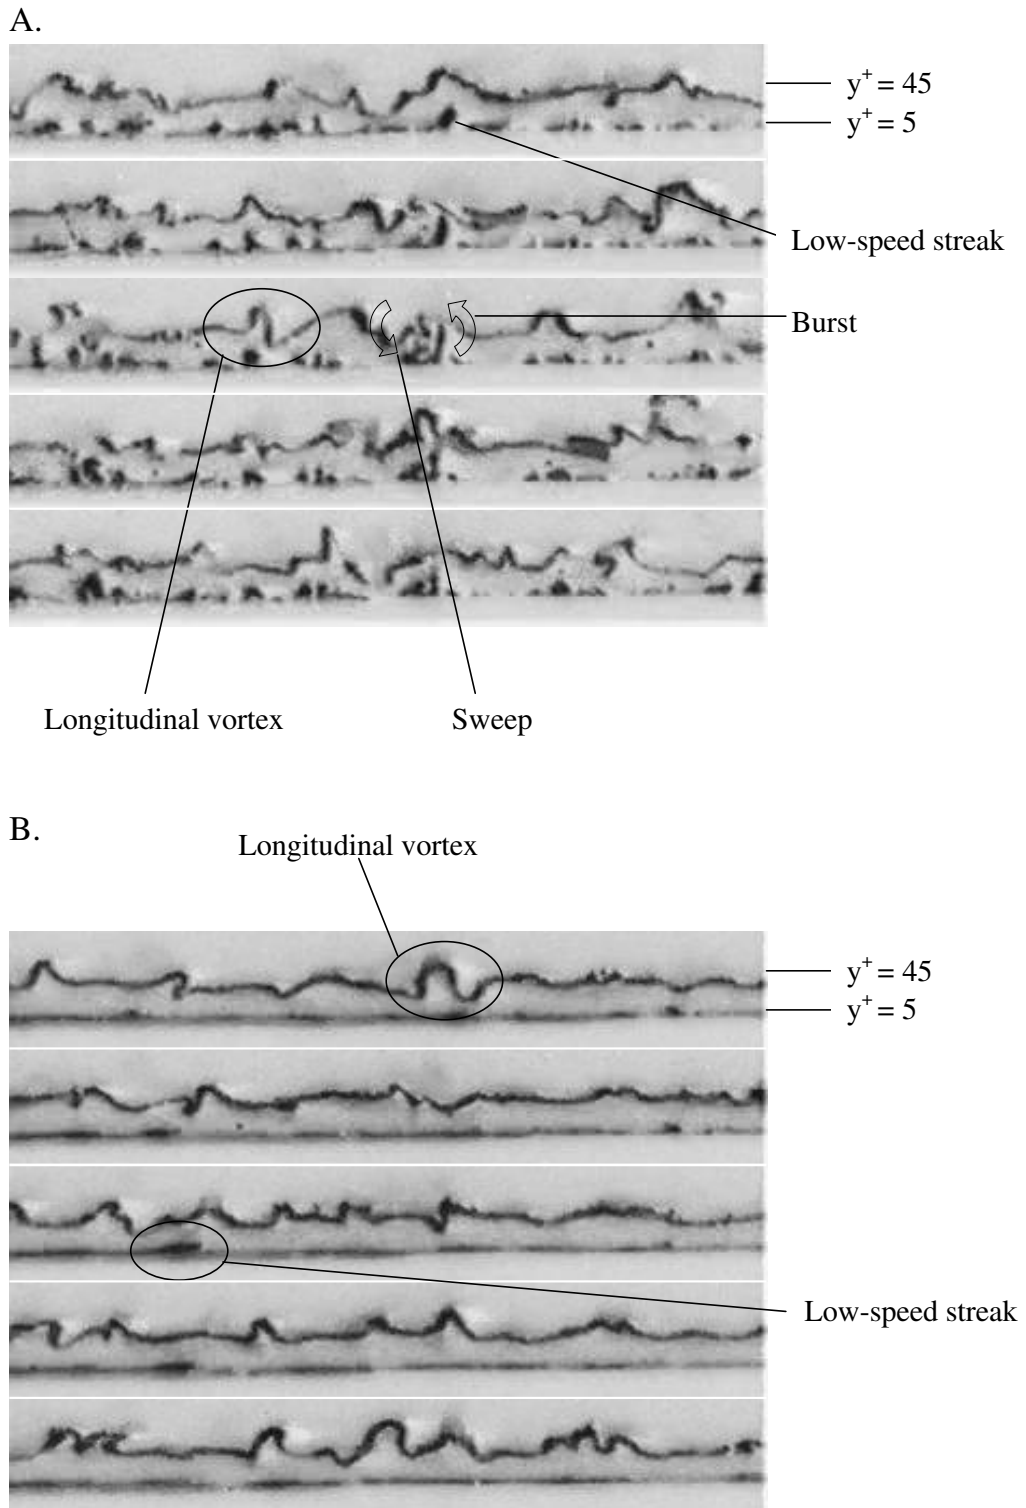 A.
y+ = 45
y+ = 5
Low-speed streak
Burst
Longitudinal vortex
Sweep
B.
Longitudinal vortex
y+ = 45
y+ = 5
Low-speed streak